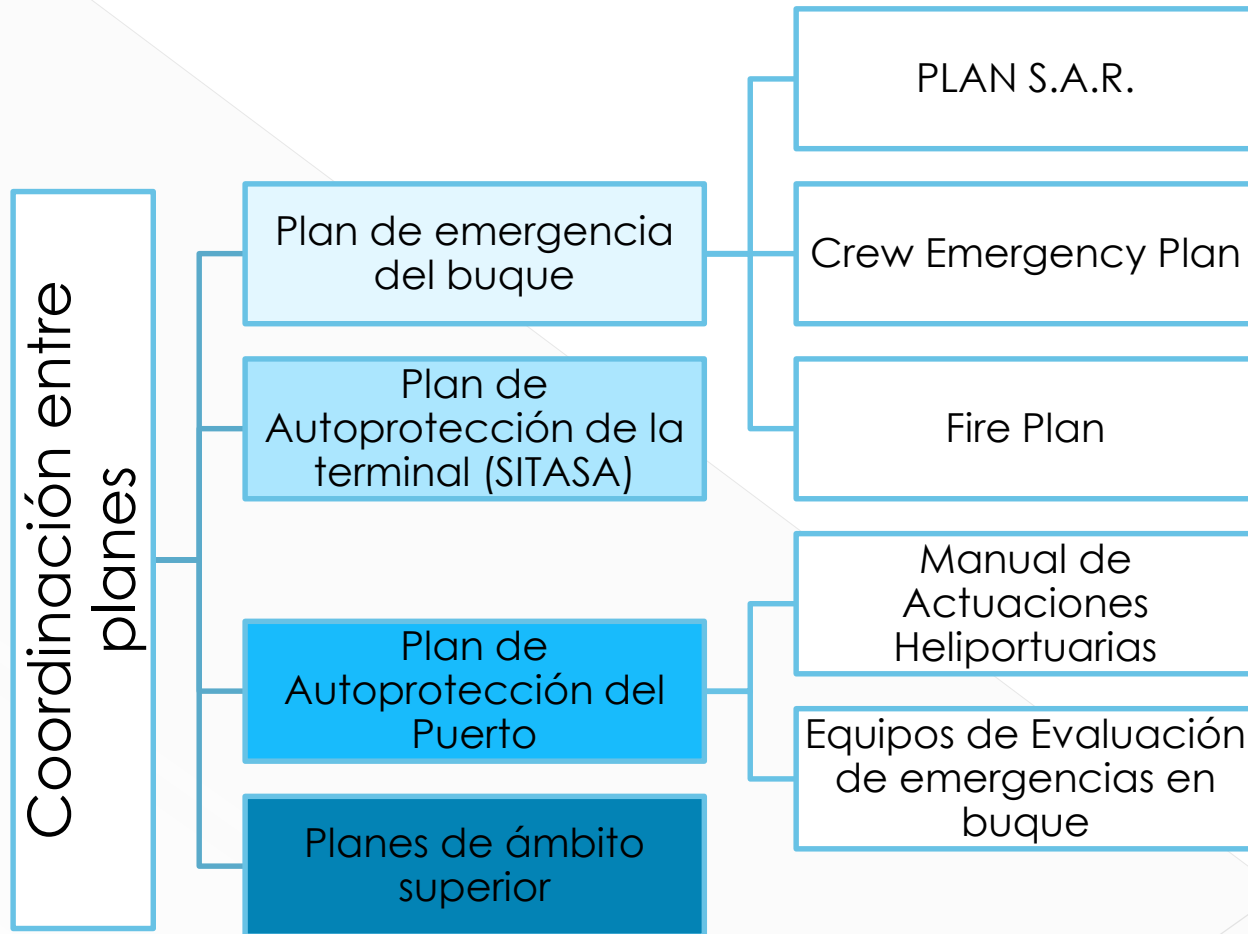 Coordinación entre
planes
Plan de emergencia
del buque
PLAN S.A.R.
Crew Emergency Plan
Fire Plan
Plan de
Autoprotección de la
terminal (SITASA)
Plan de
Autoprotección del
Puerto
Manual de
Actuaciones
Heliportuarias
Equipos de Evaluación
de emergencias en
buque
Planes de ámbito
superior